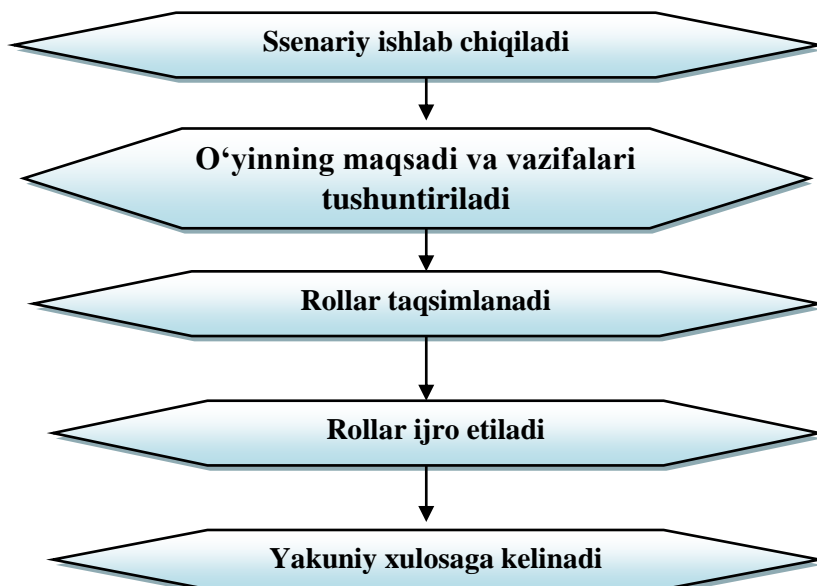 Ssenariy ishlab chiqiladi
O‘yinning maqsadi va vazifalari
tushuntiriladi
Rollar taqsimlanadi
Rollar ijro etiladi
Yakuniy xulosaga kelinadi